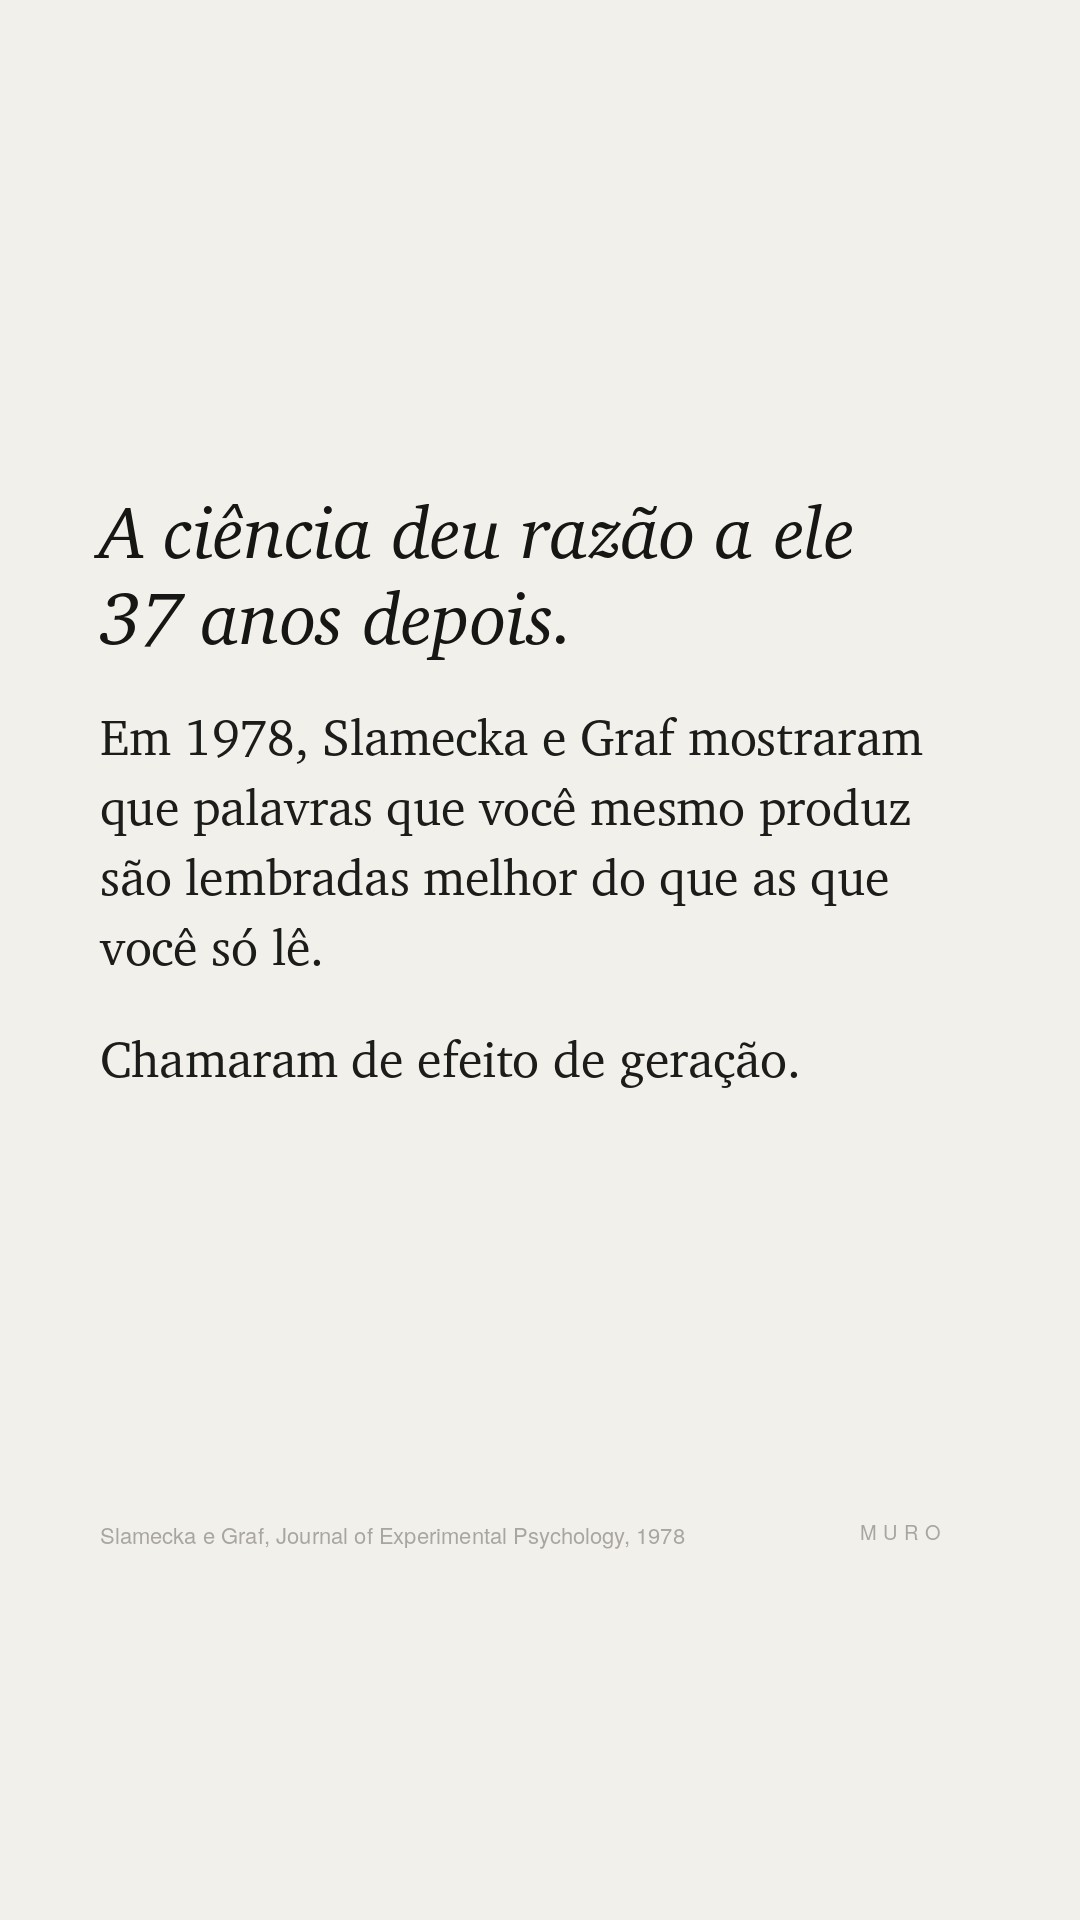 A ciência deu razão a ele
37 anos depois.
Em 1978, Slamecka e Graf mostraram
que palavras que você mesmo produz
são lembradas melhor do que as que
você só lê.
Chamaram de efeito de geração.
Slamecka e Graf, Journal of Experimental Psychology, 1978
MURO